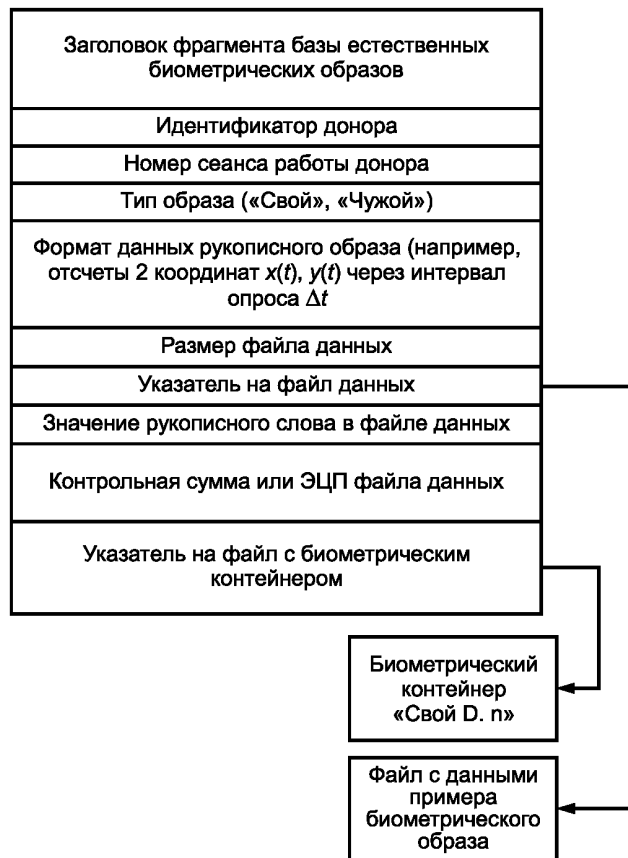 Заголовок фрагмента базы естественных
биометрических образов
Идентификатор донора
Номер сеанса работы донора
Тип образа («Свой», «Чужой»)
Формат данных рукописного образа (например,
отсчеты 2 координат x(t), y(t) через интервал
опроса Δt
Размер файла данных
Указатель на файл данных
Значение рукописного слова в файле данных
Контрольная сумма или ЭЦП файла данных
Указатель на файл с биометрическим
контейнером
Биометрический
контейнер
«Свой D. n»
Файл с данными
примера
биометрического
образа